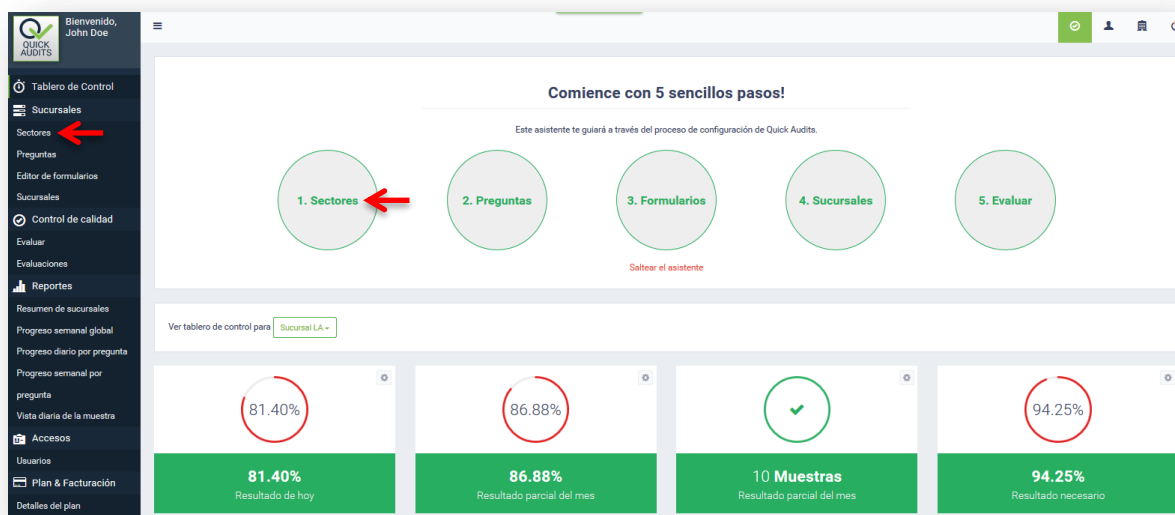 Bienvenido,
John Doe
QUICK
AUDITS
Tablero de Control
Sucursales
Sectores
Preguntas
Editor de formularios
Sucursales
Control de calidad
Evaluar
Evaluaciones
Reportes
Resumen de sucursales
Progreso semanal global
Progreso diario por pregunta
Progreso semanal por
pregunta
Vista diaria de la muestra
Accesos
Usuarios
Plan & Facturación
Detalles del plan
Comience con 5 sencillos pasos!
Este asistente te guiará a través del proceso de configuración de Quick Audits.
1. Sectores
2. Preguntas
3. Formularios
4. Sucursales
5. Evaluar
Saltear el asistente
Ver tablero de control para Sucursal LA
81.40%
81.40%
Resultado de hoy
86.88%
86.88%
Resultado parcial del mes
10 Muestras
Resultado parcial del mes
94.25%
94.25%
Resultado necesario